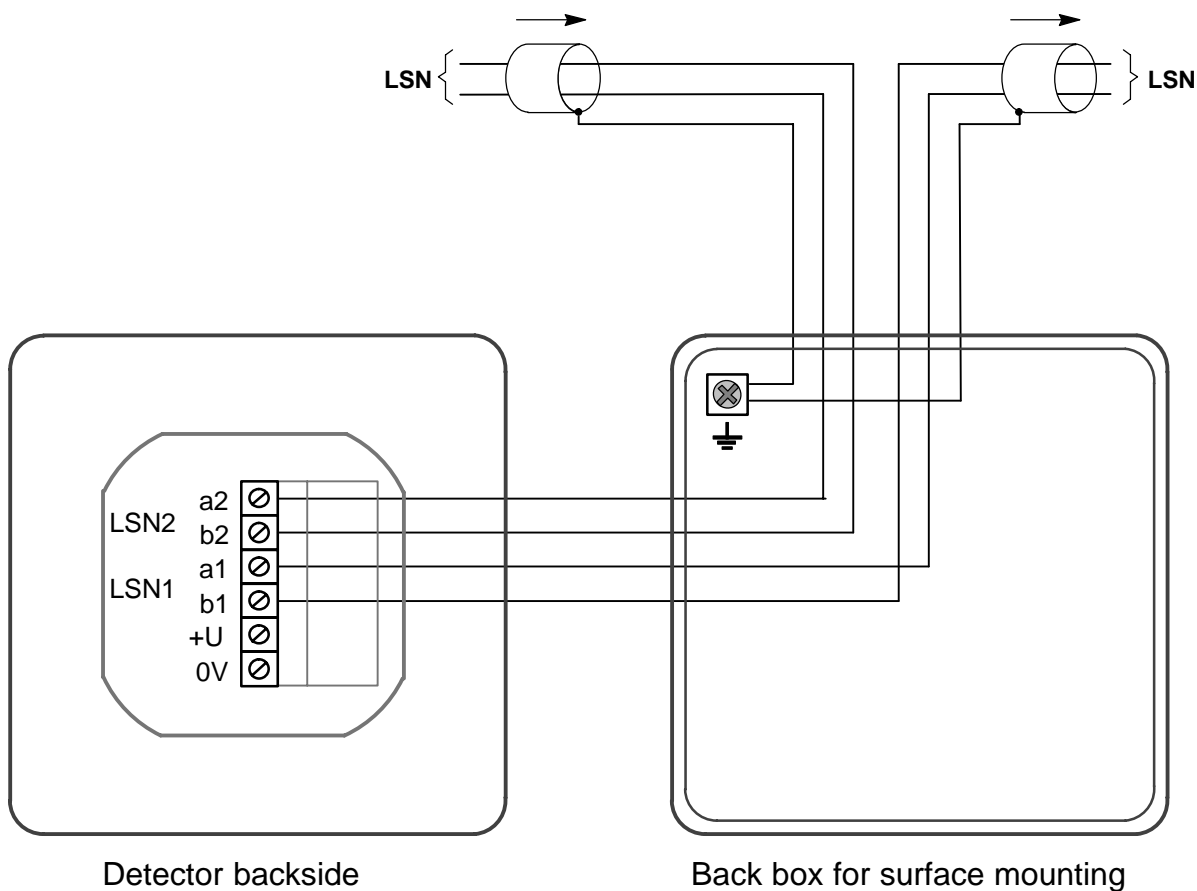 LSN
LSN
a2
LSN2
b2
a1
LSN1
b1
+U
0V
Detector backside
Back box for surface mounting